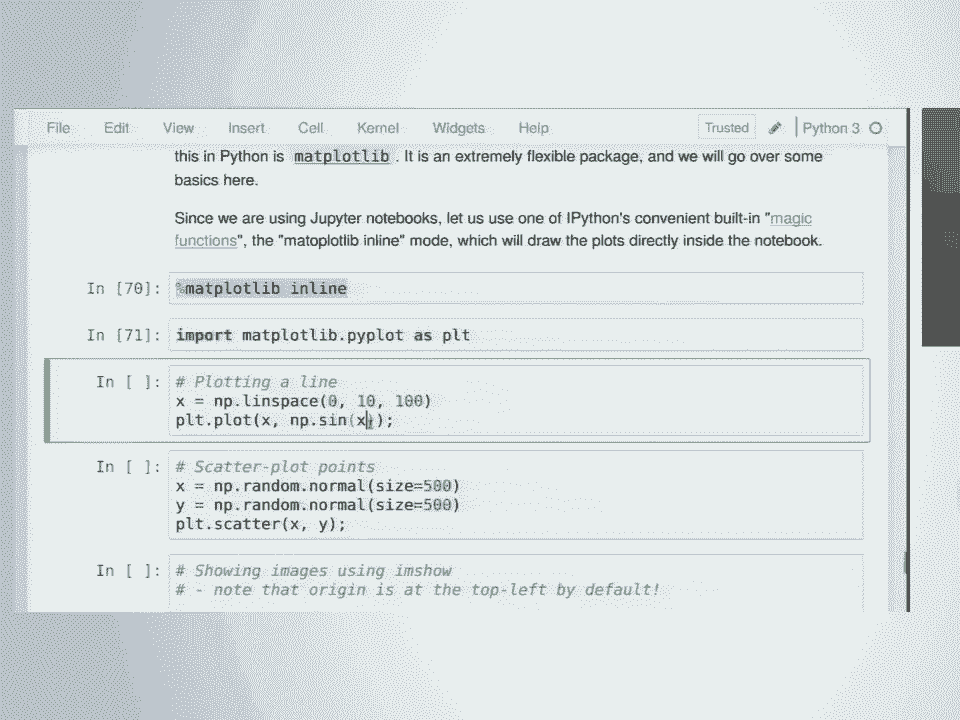 File Edit View Insert Cell Kernel Widgets Help Trusted Python 3
this in Python is matplotlib . It is an extremely flexible package, and we will go over some
basics here.
Since we are using Jupyter notebooks, let us use one of IPython's convenient built-in "magic
functions", the "matoplotlib inline" mode, which will draw the plots directly inside the notebook.
In [70]: %matplotlib inline
In [71]: import matplotlib.pyplot as plt
In [ ]: # Plotting a line
x = np.linspace(0, 10, 100)
plt.plot(x, np.sin(x));
In [ ]: # Scatter-plot points
x = np.random.normal(size=500)
y = np.random.normal(size=500)
plt.scatter(x, y);
In [ ]: # Showing images using imshow
# - note that origin is at the top-left by default!